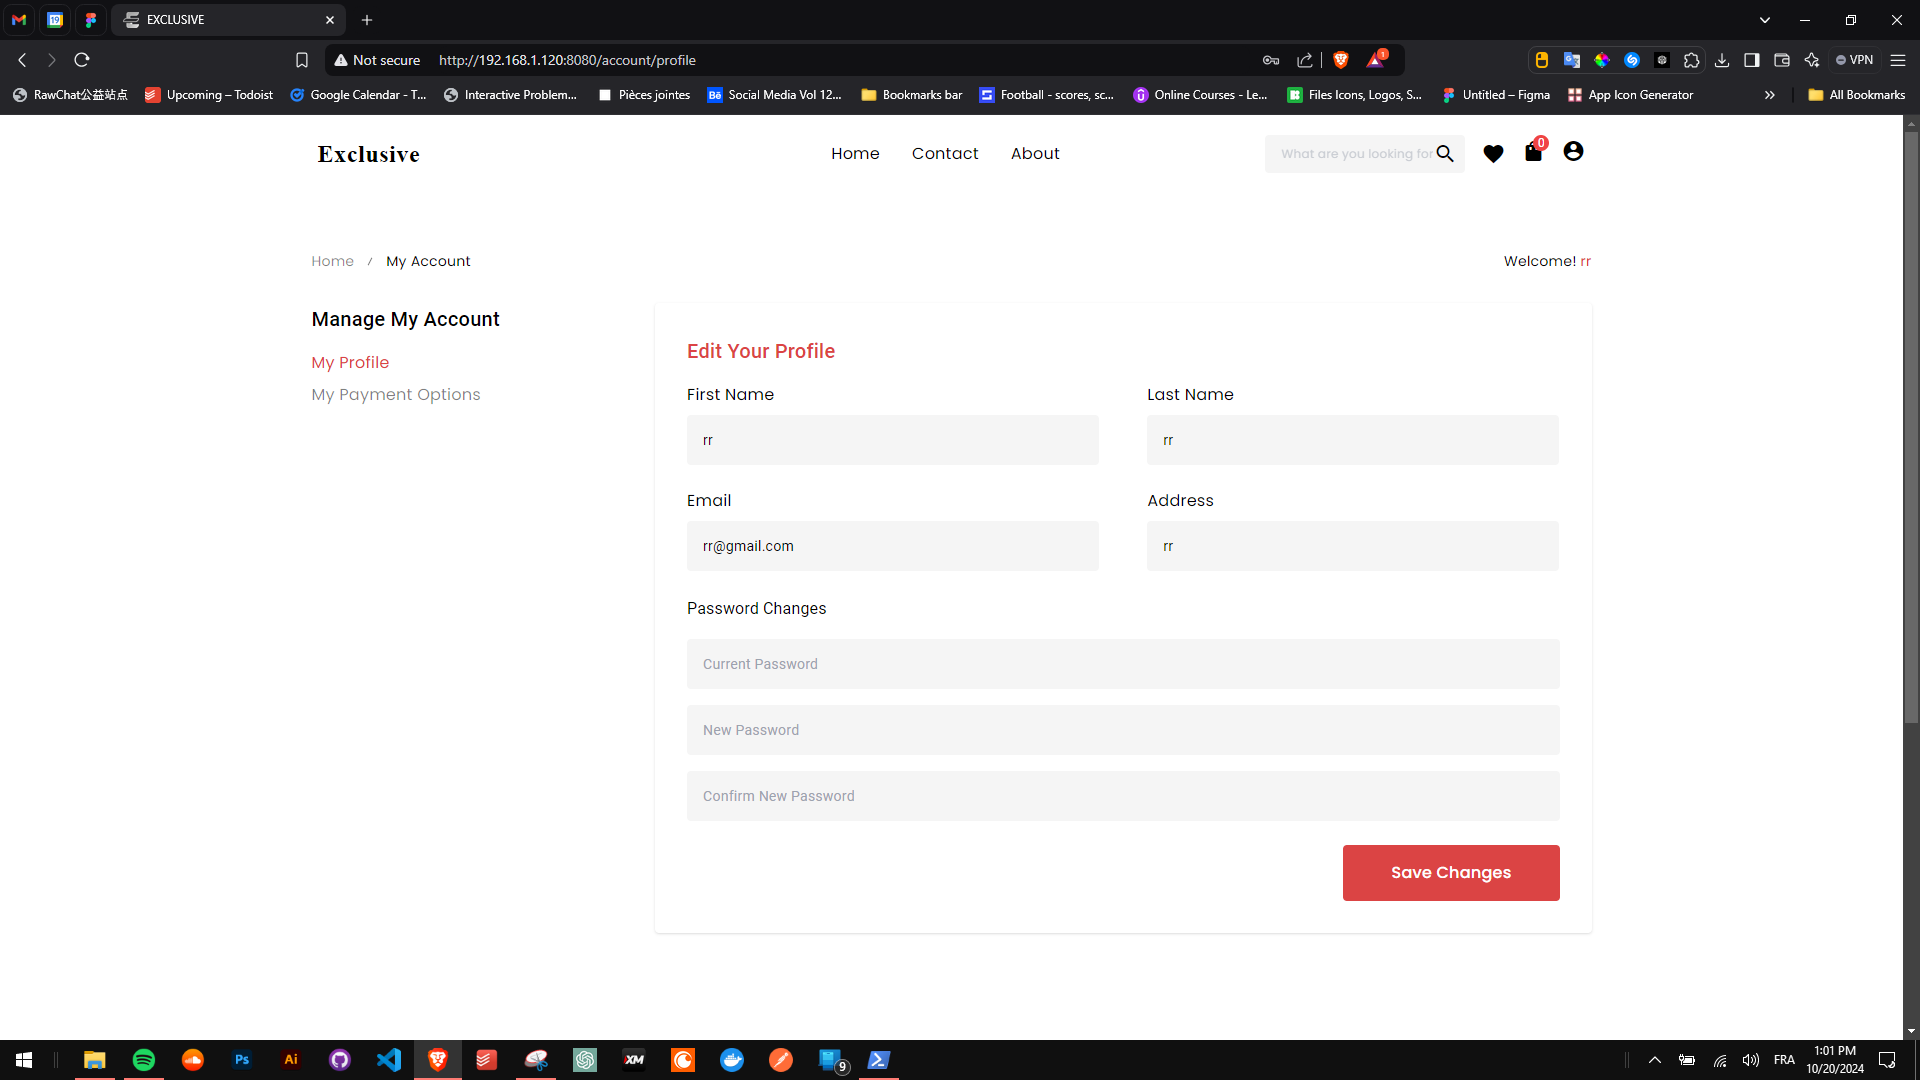 EXCLUSIVE
Not secure
http://192.168.1.120:8080/account/profile
1
VPN
RawChat公益站点
Upcoming – Todoist
Google Calendar - T...
Interactive Problem...
Pièces jointes
Social Media Vol 12...
Bookmarks bar
Football - scores, sc...
Online Courses - Le...
Files Icons, Logos, S...
Untitled – Figma
App Icon Generator
All Bookmarks
Exclusive
Home
Contact
About
What are you looking for
0
Home / My Account
Welcome! rr
Manage My Account
My Profile
My Payment Options
Edit Your Profile
First Name
Last Name
rr
rr
Email
Address
rr@gmail.com
rr
Password Changes
Current Password
New Password
Confirm New Password
Save Changes
Ps
Ai
XM
9
FRA
1:01 PM
10/20/2024